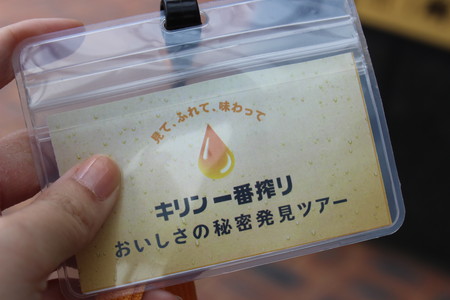 見て、ふれて、味わって
キリン一番搾り
おいしさの秘密発見ツアー